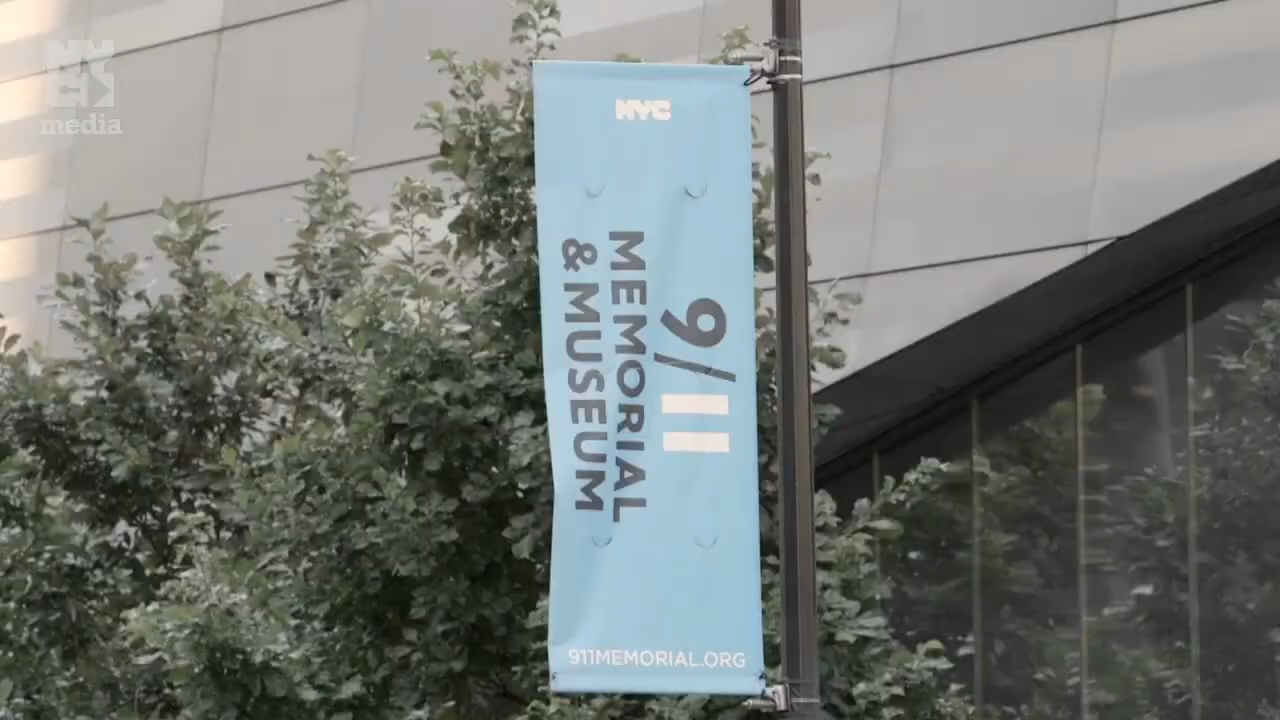 NYC
media
NYC
9/11
MEMORIAL
& MUSEUM
911MEMORIAL.ORG